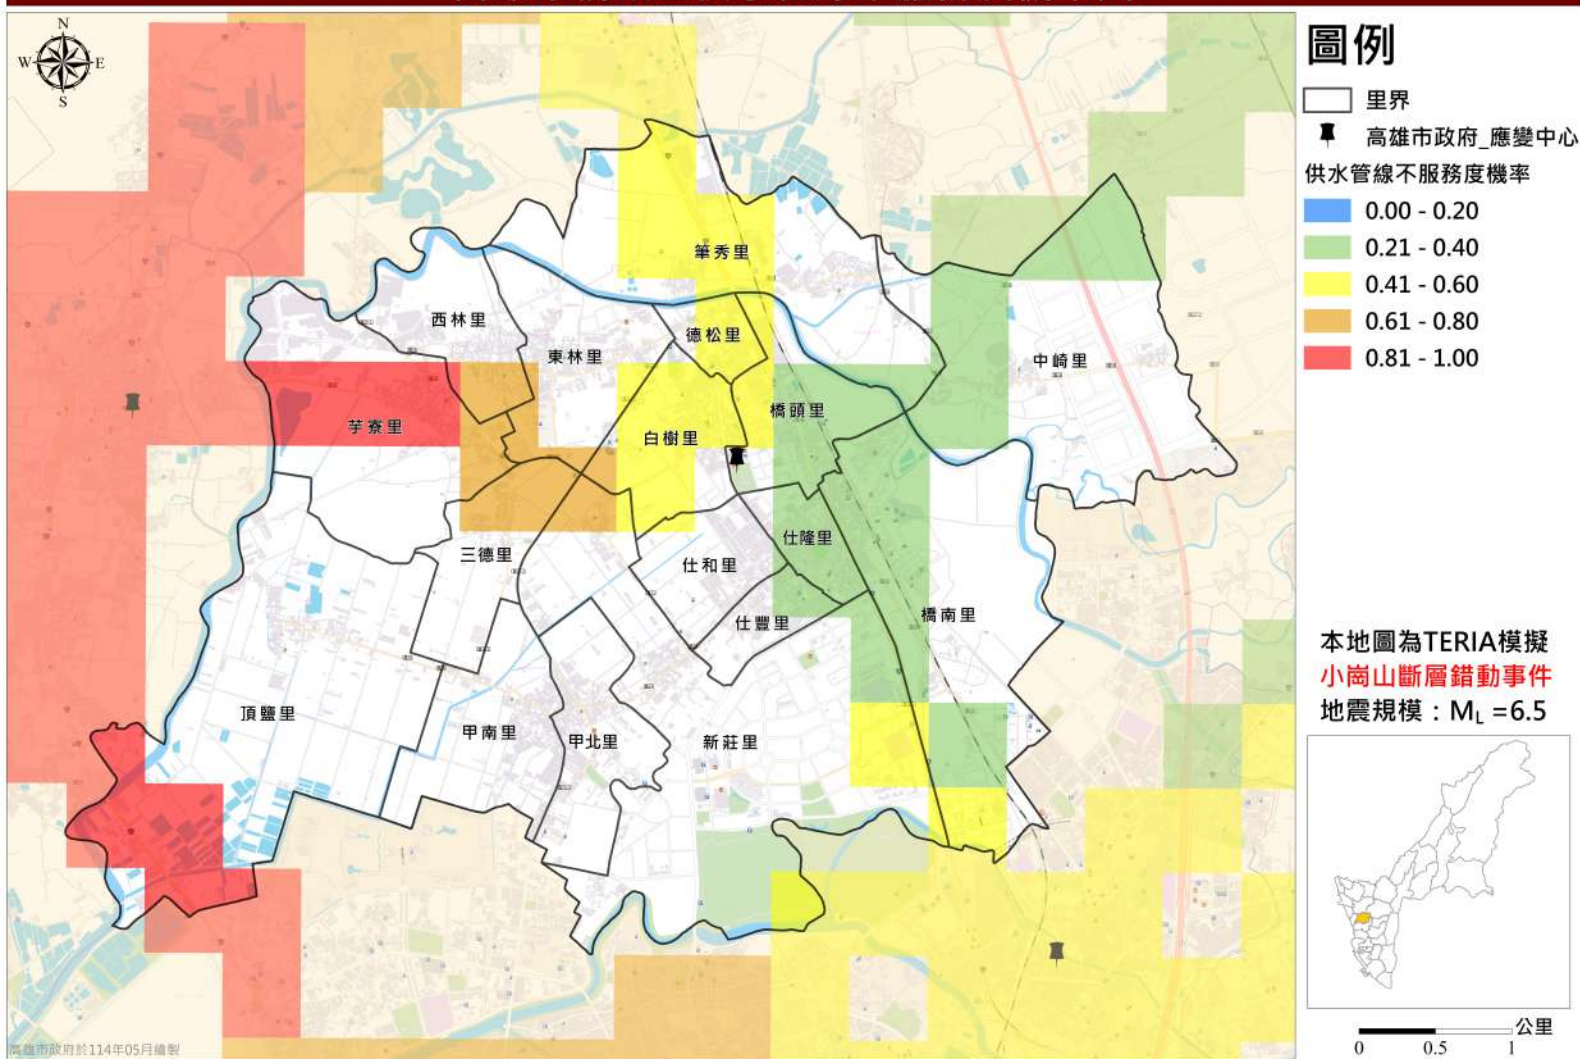 N
W
E
S
筆秀里
西林里
德松里
東林里
中崎里
橋頭里
芋寮里
白樹里
仕隆里
三德里
仕和里
橋南里
仕豐里
頂鹽里
甲南里
甲北里
新莊里
高雄市政府於114年05月繪製
圖例
里界
高雄市政府_應變中心
供水管線不服務度機率
0.00 - 0.20
0.21 - 0.40
0.41 - 0.60
0.61 - 0.80
0.81 - 1.00
本地圖為TERIA模擬
小崗山斷層錯動事件
地震規模：ML =6.5
公里
0 0.5 1